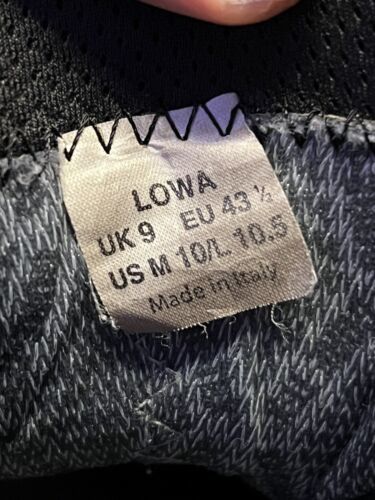 LOWA
UK 9 EU 43 ½
US M 10/L 10.5
Made in Italy